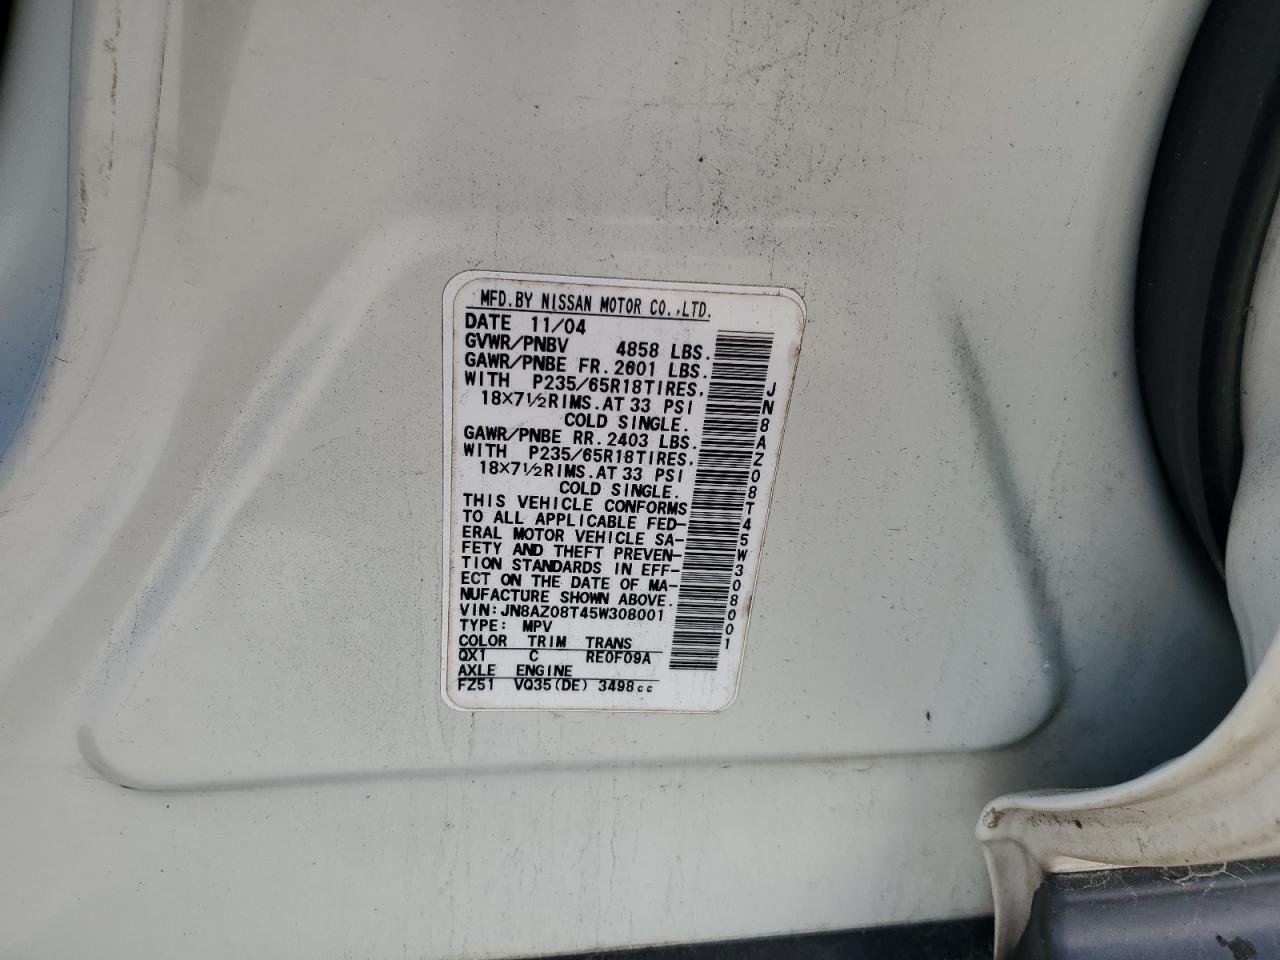 MFD.BY NISSAN MOTOR CO.,LTD.
DATE 11/04
GVWR/PNBV 4858 LBS.
GAWR/PNBE FR.2601 LBS.
WITH P235/65R18TIRES,
18×7½RIMS.AT 33 PSI
COLD SINGLE.
GAWR/PNBE RR.2403 LBS.
WITH P235/65R18TIRES,
18×7½RIMS.AT 33 PSI
COLD SINGLE.
THIS VEHICLE CONFORMS
TO ALL APPLICABLE FED-
ERAL MOTOR VEHICLE SA-
FETY AND THEFT PREVEN-
TION STANDARDS IN EFF-
ECT ON THE DATE OF MA-
NUFACTURE SHOWN ABOVE.
VIN:JN8AZ08T45W308001
TYPE: MPV
COLOR TRIM TRANS
QX1 C RE0F09A
AXLE ENGINE
FZ51 VQ35(DE) 3498cc
JN8AZ08T45W308001